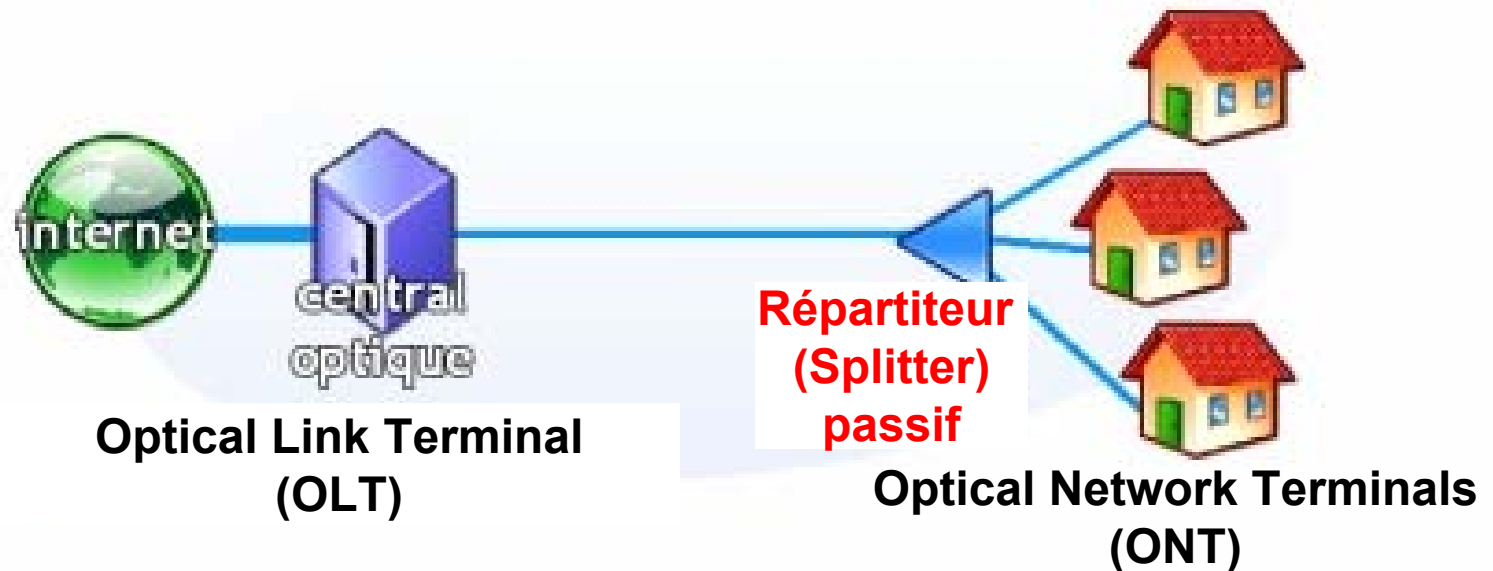 internet
central
optique
Optical Link Terminal
(OLT)
Répartiteur
(Splitter)
passif
Optical Network Terminals
(ONT)